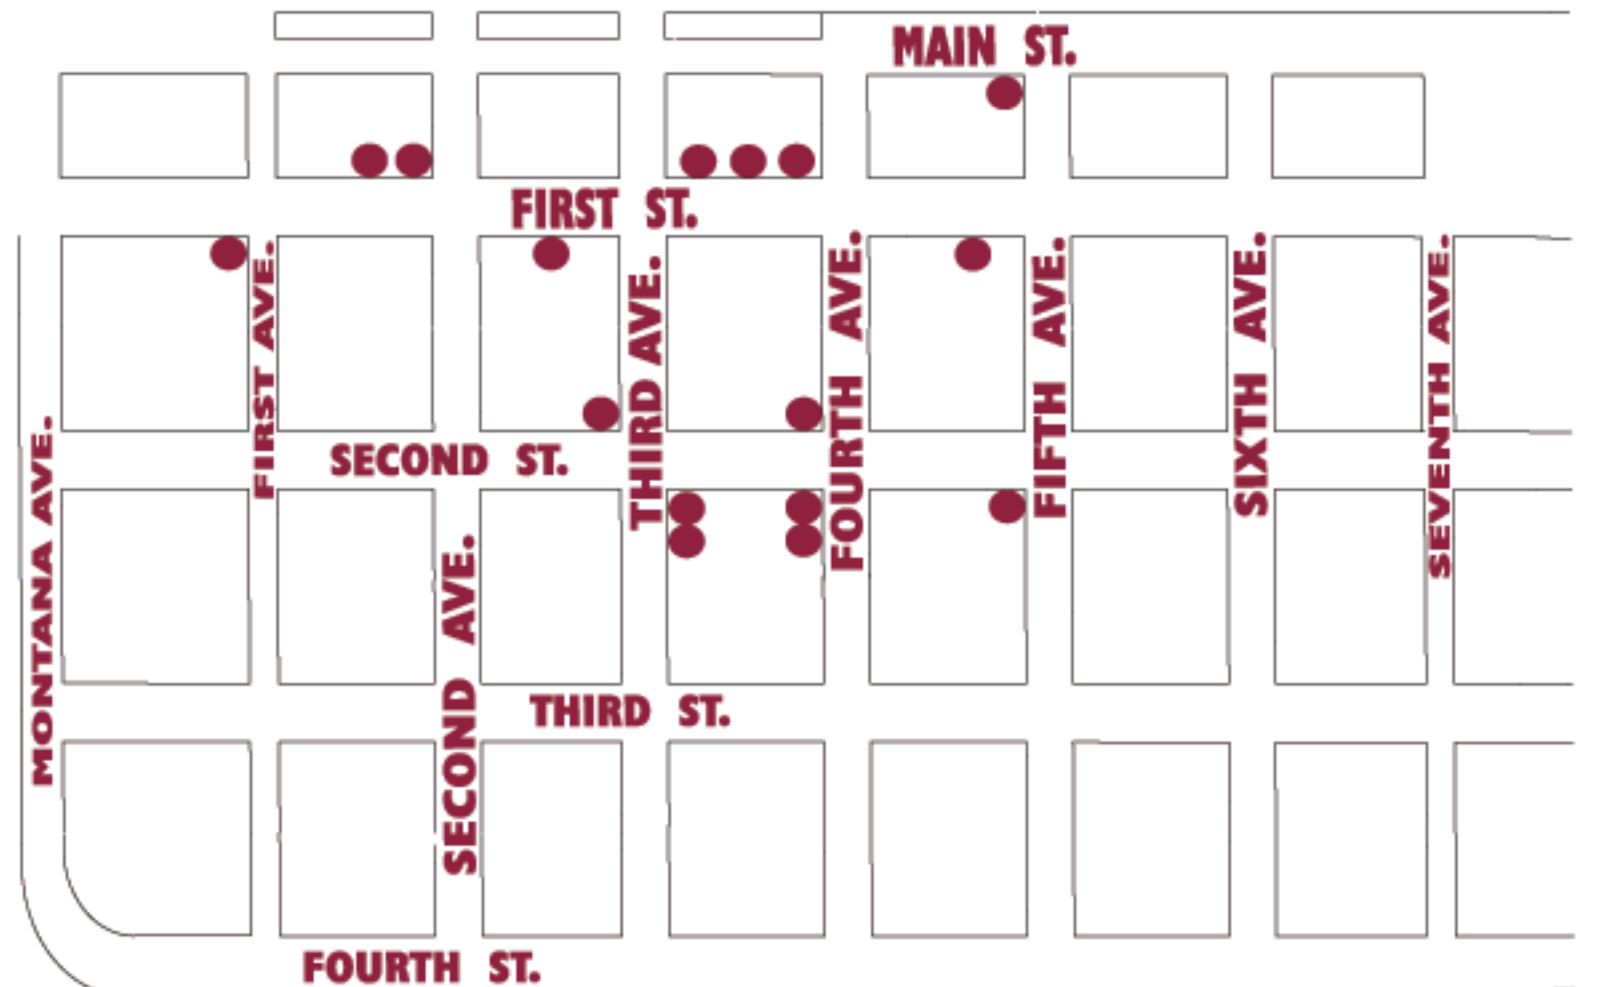 MAIN ST.
FIRST ST.
FIRST AVE.
THIRD AVE.
FOURTH AVE.
FIFTH AVE.
SIXTH AVE.
SEVENTH AVE.
MONTANA AVE.
SECOND ST.
SECOND AVE.
THIRD ST.
FOURTH ST.